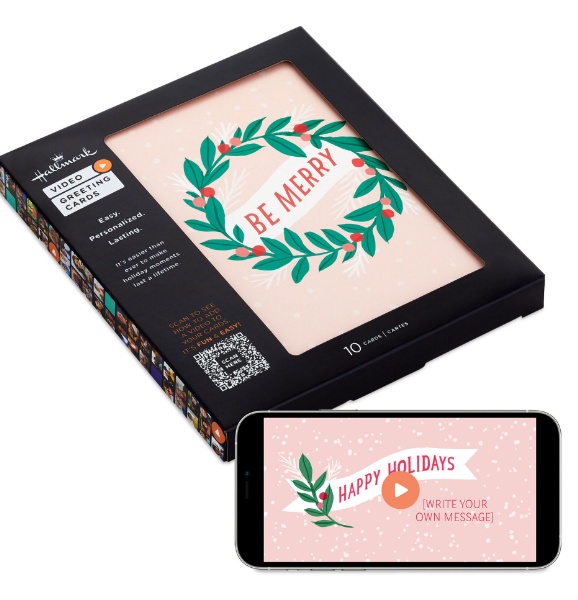 Hallmark
VIDEO
GREETING
CARDS
Easy.
Personalized.
Lasting.
It's easier than
ever to make
holiday moments
last a lifetime.
SCAN TO SEE
HOW TO ADD
A VIDEO TO
YOUR CARDS
IT'S FUN & EASY!
SCAN
HERE
BE MERRY
10 CARDS | CARTES
HAPPY HOLIDAYS
[WRITE YOUR
OWN MESSAGE]